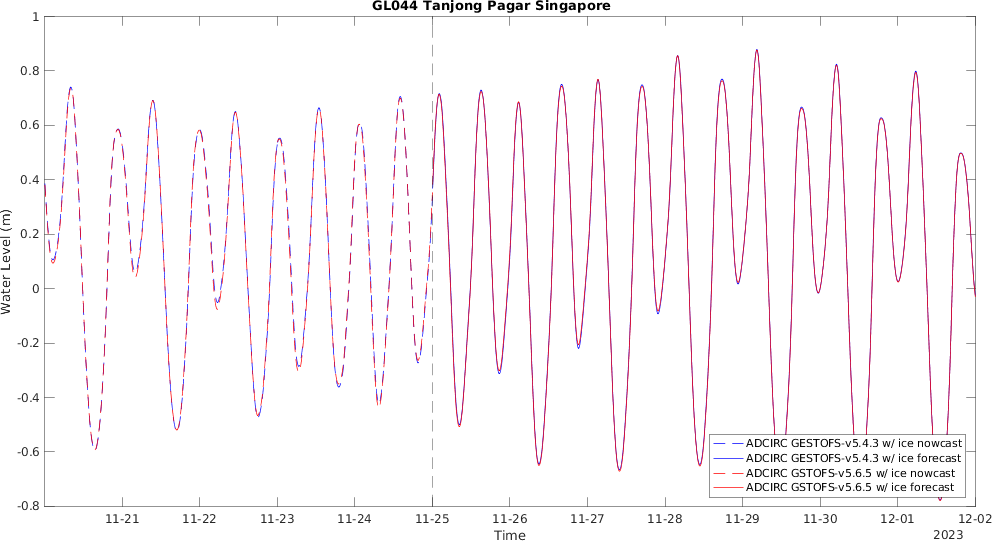 GL044 Tanjong Pagar Singapore
Water Level (m)
1
0.8
0.6
0.4
0.2
0
-0.2
-0.4
-0.6
-0.8
ADCIRC GESTOFS-v5.4.3 w/ ice nowcast
ADCIRC GESTOFS-v5.4.3 w/ ice forecast
ADCIRC GSTOFS-v5.6.5 w/ ice nowcast
ADCIRC GSTOFS-v5.6.5 w/ ice forecast
11-21 11-22 11-23 11-24 11-25 11-26 11-27 11-28 11-29 11-30 12-01 12-02
Time
2023